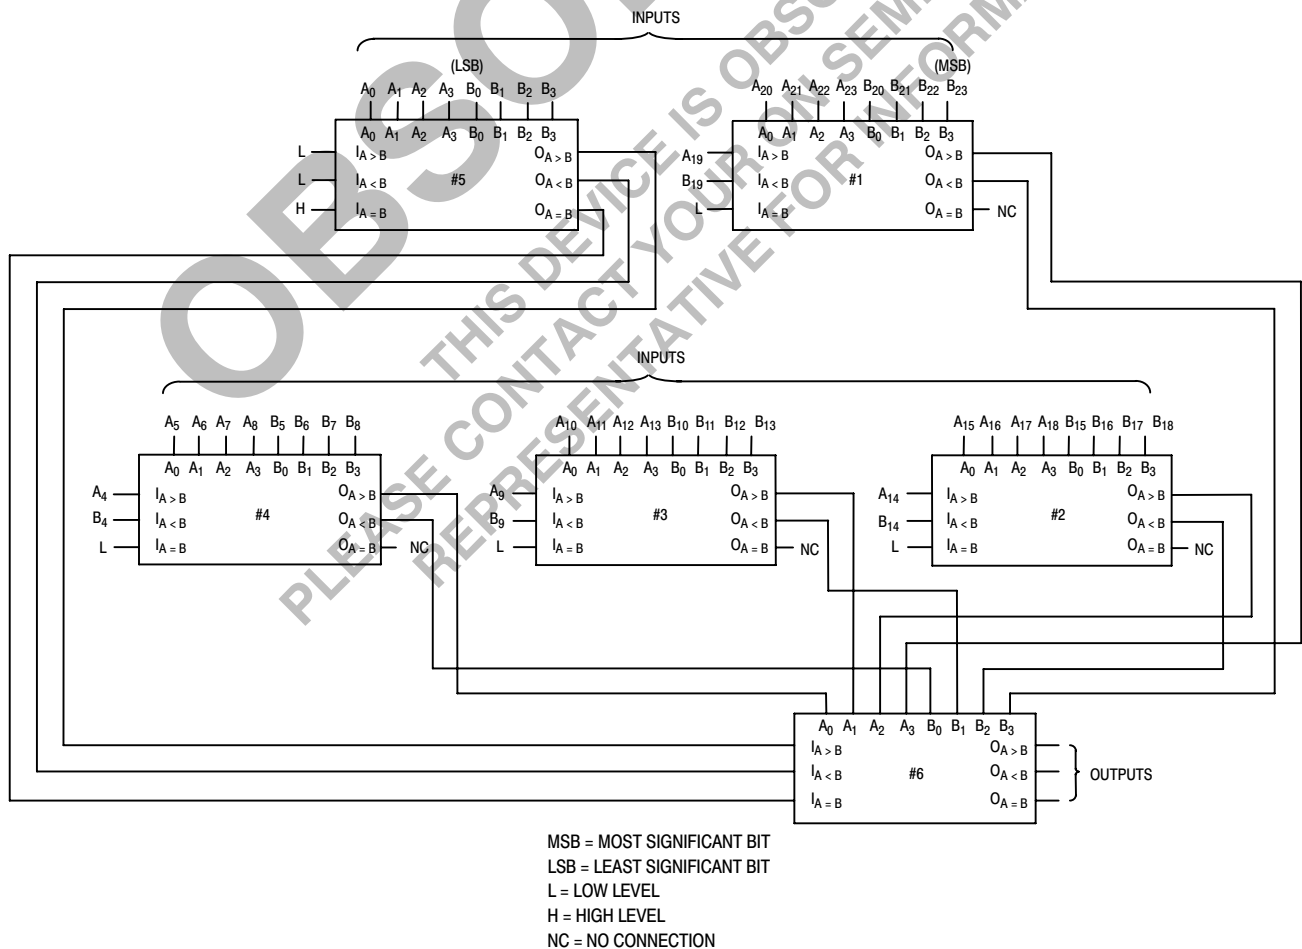 INPUTS
(LSB) (MSB)
A0 A1 A2 A3 B0 B1 B2 B3
A20 A21 A22 A23 B20 B21 B22 B23
A0 A1 A2 A3 B0 B1 B2 B3
L IA > B OA > B
L IA < B #5 OA < B
H IA = B OA = B
A0 A1 A2 A3 B0 B1 B2 B3
A19 IA > B OA > B
B19 IA < B #1 OA < B
L IA = B OA = B NC
INPUTS
A5 A6 A7 A8 B5 B6 B7 B8
A0 A1 A2 A3 B0 B1 B2 B3
A4 IA > B OA > B
B4 IA < B #4 OA < B
L IA = B OA = B NC
A10 A11 A12 A13 B10 B11 B12 B13
A0 A1 A2 A3 B0 B1 B2 B3
A9 IA > B OA > B
B9 IA < B #3 OA < B
L IA = B OA = B NC
A15 A16 A17 A18 B15 B16 B17 B18
A0 A1 A2 A3 B0 B1 B2 B3
A14 IA > B OA > B
B14 IA < B #2 OA < B
L IA = B OA = B NC
A0 A1 A2 A3 B0 B1 B2 B3
IA > B OA > B
IA < B #6 OA < B OUTPUTS
IA = B OA = B
MSB = MOST SIGNIFICANT BIT
LSB = LEAST SIGNIFICANT BIT
L = LOW LEVEL
H = HIGH LEVEL
NC = NO CONNECTION
THIS DEVICE IS
PLEASE CONTACT YOUR ON
REPRESENTATIVE FOR